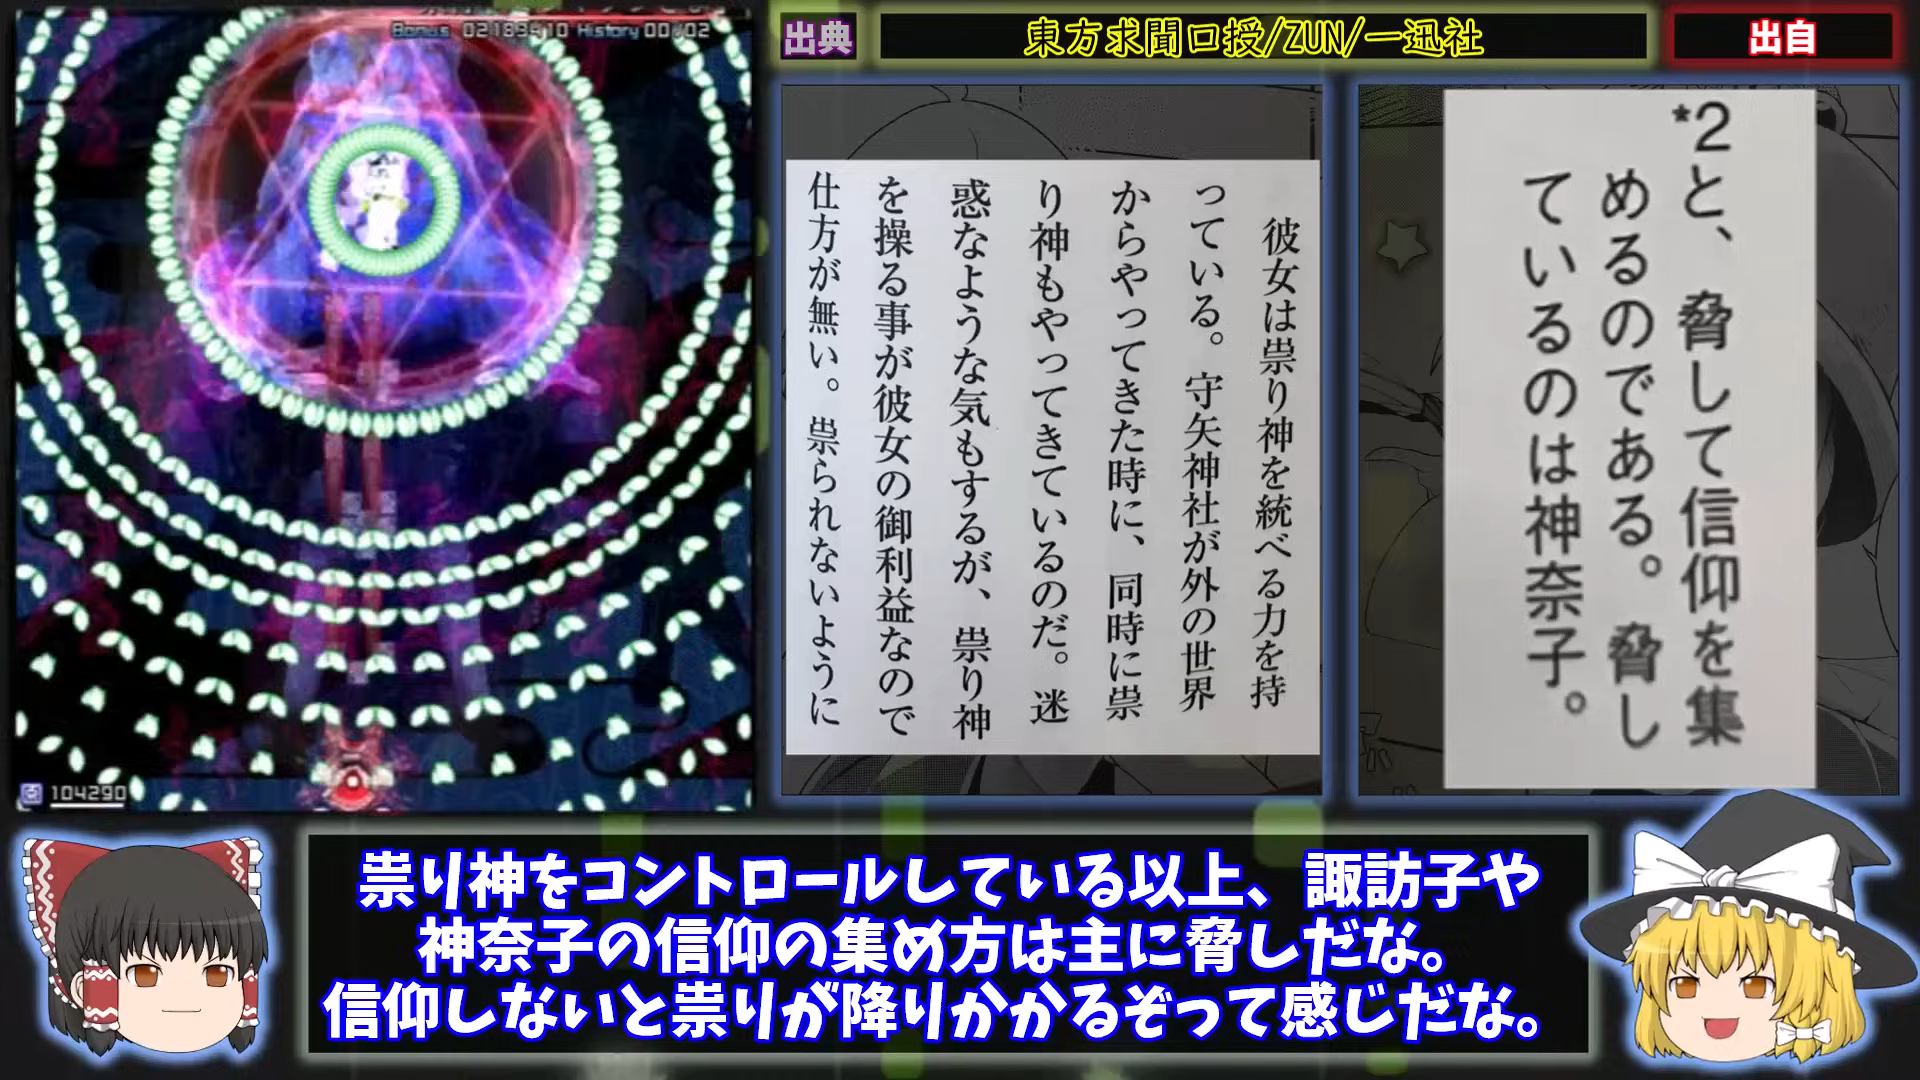 Bonus 02189410 History 00/02
104290
出典
東方求聞口授/ZUN/一迅社
出自
彼女は祟り神を統べる力を持
っている。守矢神社が外の世界
からやってきた時に、同時に祟
り神もやってきているのだ。迷
惑なような気もするが、祟り神
を操る事が彼女の御利益なので
仕方が無い。祟られないように
*2と、脅して信仰を集
めるのである。脅し
ているのは神奈子。
祟り神をコントロールしている以上、諏訪子や
神奈子の信仰の集め方は主に脅しだな。
信仰しないと祟りが降りかかるぞって感じだな。